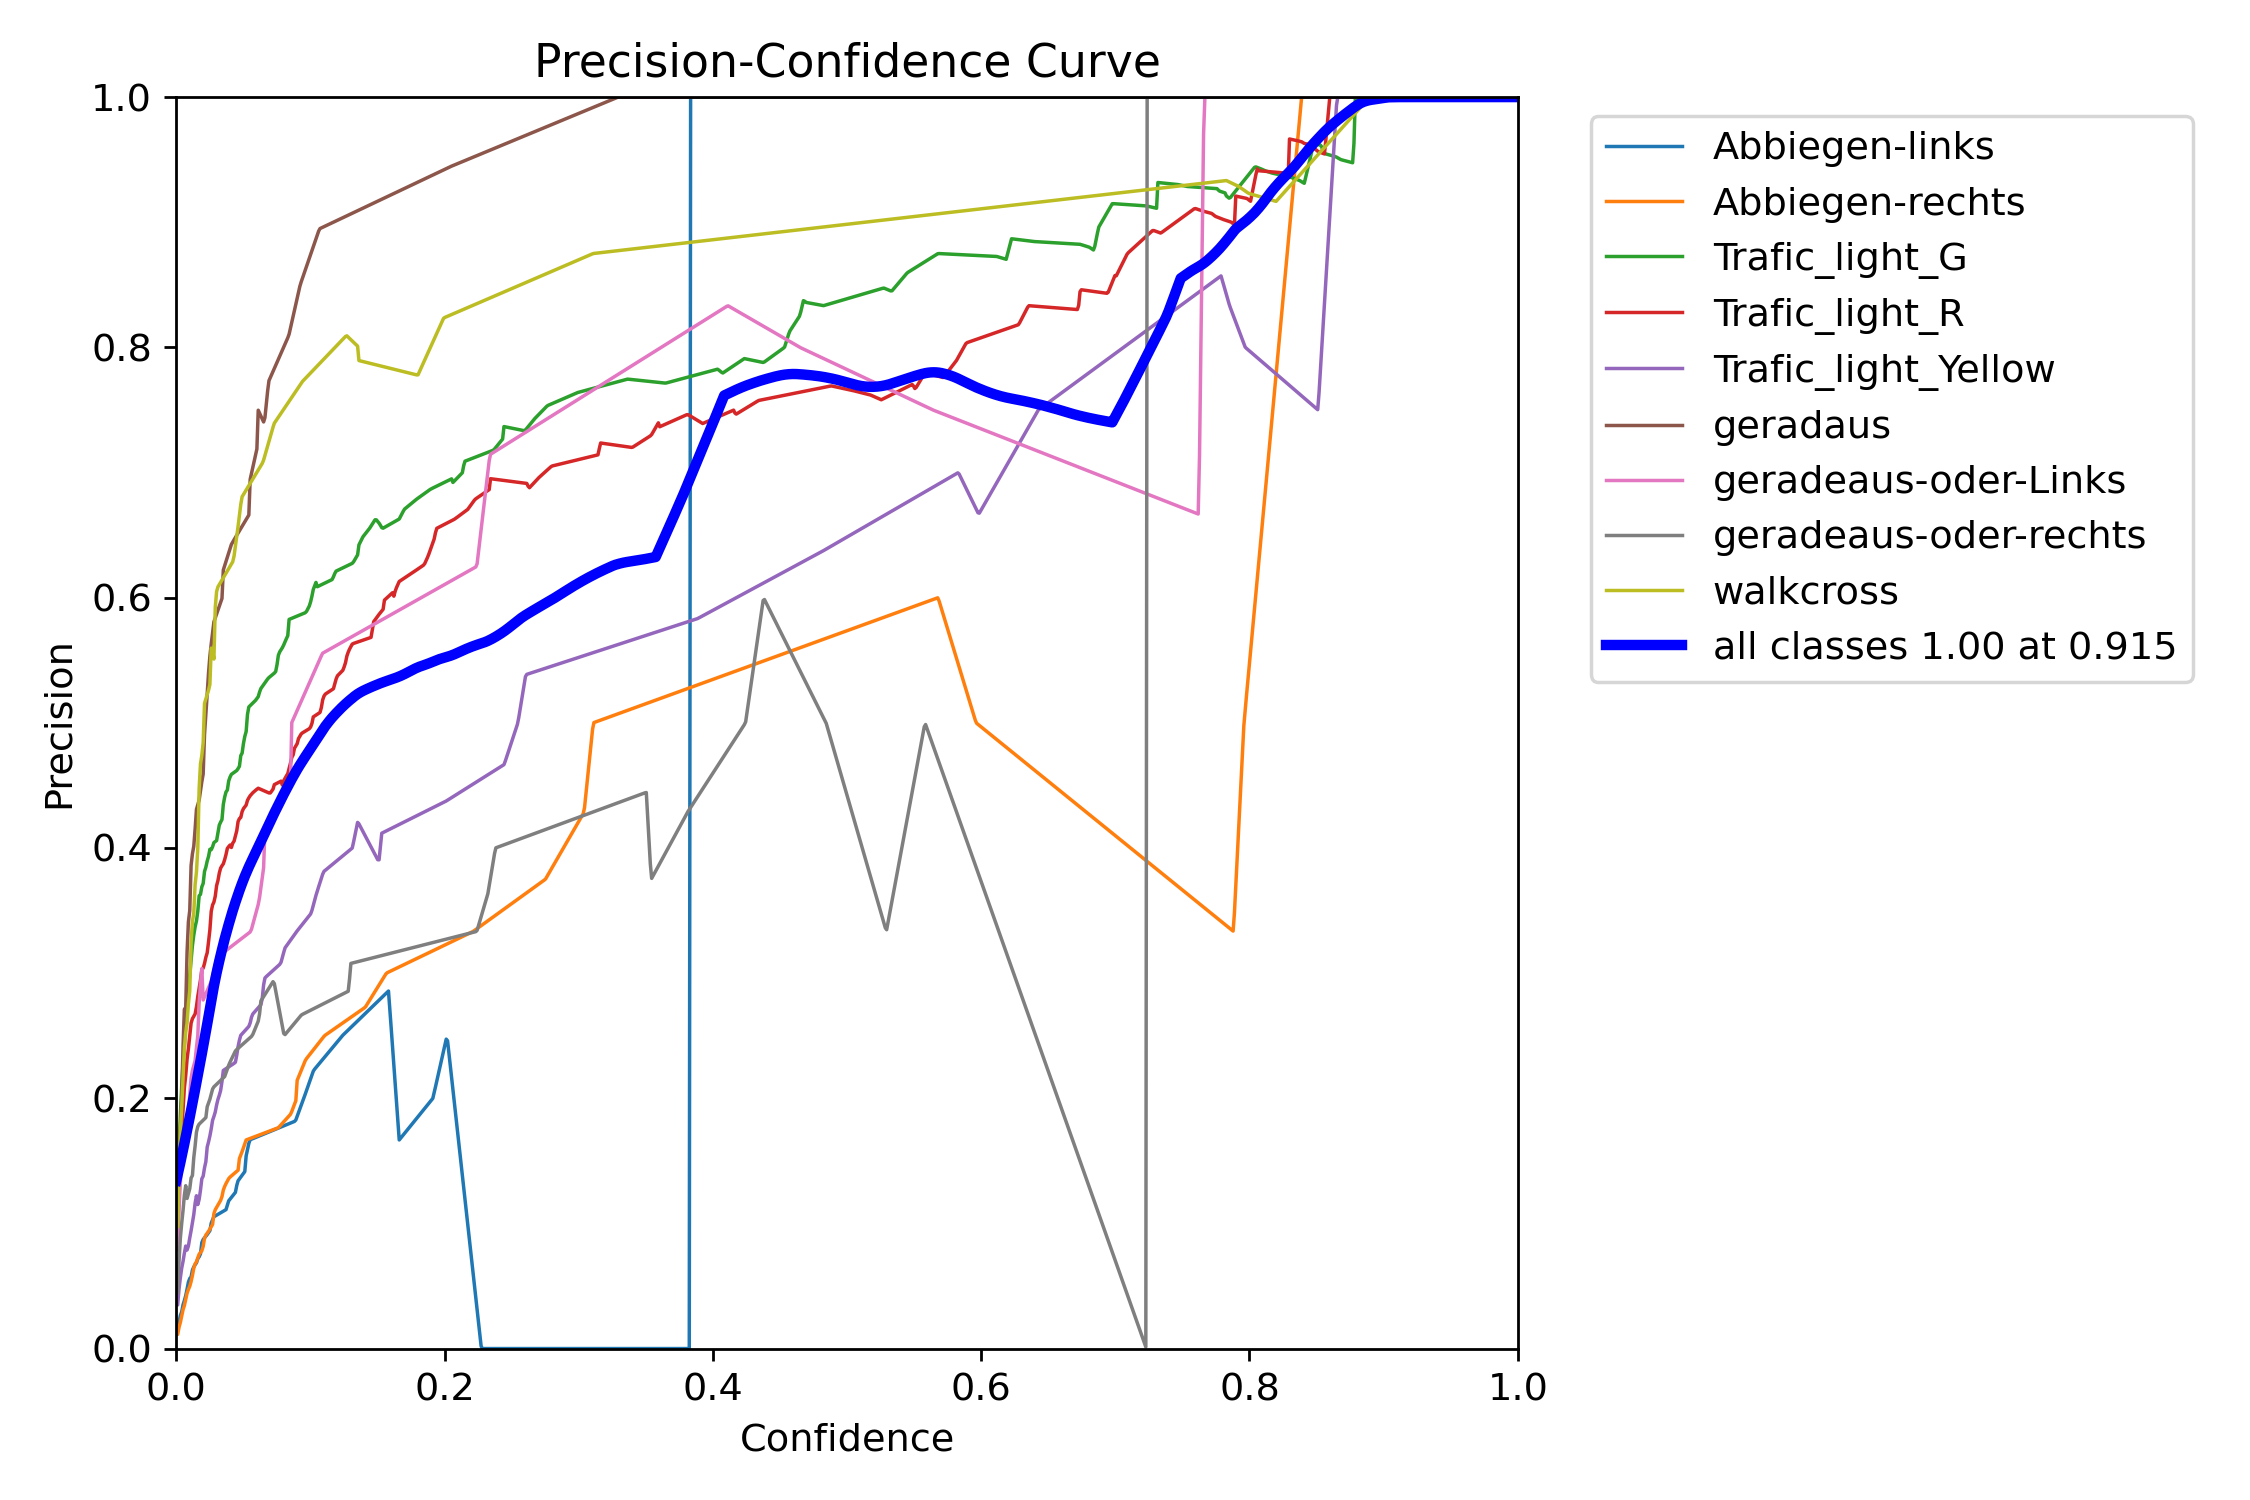 Precision-Confidence Curve
1.0
0.8
0.6
0.4
0.2
0.0
Precision
0.0 0.2 0.4 0.6 0.8 1.0
Confidence
Abbiegen-links
Abbiegen-rechts
Trafic_light_G
Trafic_light_R
Trafic_light_Yellow
geradaus
geradeaus-oder-Links
geradeaus-oder-rechts
walkcross
all classes 1.00 at 0.915